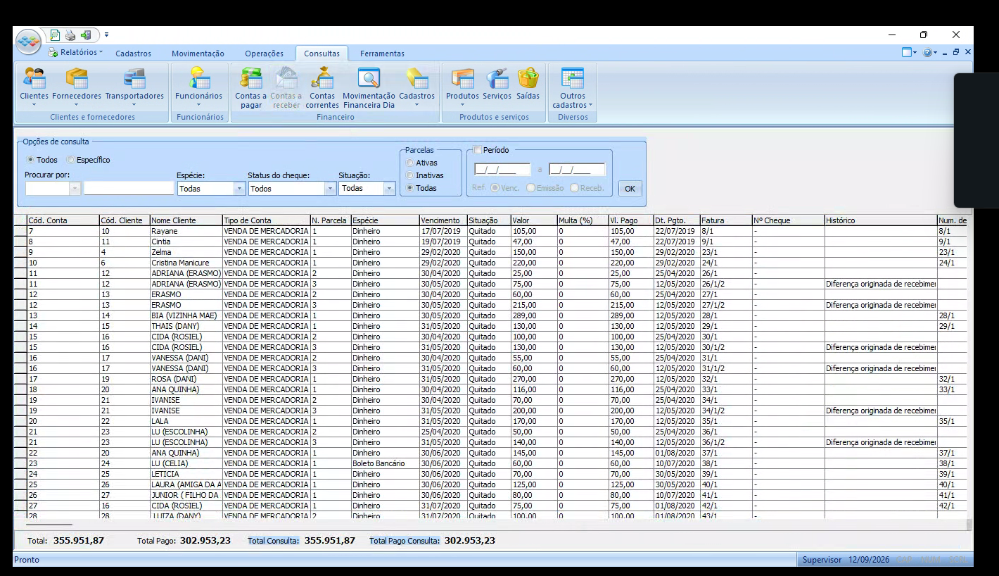 Relatórios Cadastros Movimentação Operações Consultas Ferramentas
Clientes Fornecedores Transportadores Funcionários Contas a pagar Contas a receber Contas correntes Movimentação Financeira Dia Cadastros Produtos Serviços Saídas Outros cadastros
Clientes e fornecedores Funcionários Financeiro Produtos e serviços Diversos
Opções de consulta
Todos Específico
Procurar por: Espécie: Status do cheque: Situação:
Todas Todos Todas
Parcelas
Ativas
Inativas
Todas
Período
__/__/____ a __/__/____
Ref. Venc. Emissão Receb.
OK
Cód. Conta Cód. Cliente Nome Cliente Tipo de Conta N. Parcela Espécie Vencimento Situação Valor Multa (%) Vl. Pago Dt. Pgto. Fatura Nº Cheque Histórico Num. de
7 10 Rayane VENDA DE MERCADORIA 1 Dinheiro 17/07/2019 Quitado 105,00 0 105,00 22/07/2019 8/1 - 8/1
8 11 Cintia VENDA DE MERCADORIA 1 Dinheiro 19/07/2019 Quitado 47,00 0 47,00 22/07/2019 9/1 - 9/1
9 4 Zelma VENDA DE MERCADORIA 1 Dinheiro 29/02/2020 Quitado 150,00 0 150,00 29/02/2020 23/1 - 23/1
10 6 Cristina Manicure VENDA DE MERCADORIA 1 Dinheiro 29/02/2020 Quitado 220,00 0 220,00 29/02/2020 24/1 - 24/1
11 12 ADRIANA (ERASMO) VENDA DE MERCADORIA 2 Dinheiro 30/04/2020 Quitado 25,00 0 25,00 25/04/2020 26/1 -
11 12 ADRIANA (ERASMO) VENDA DE MERCADORIA 3 Dinheiro 30/05/2020 Quitado 75,00 0 75,00 12/05/2020 26/1/2 - Diferença originada de recebime
12 13 ERASMO VENDA DE MERCADORIA 2 Dinheiro 30/04/2020 Quitado 60,00 0 60,00 25/04/2020 27/1 -
12 13 ERASMO VENDA DE MERCADORIA 3 Dinheiro 30/05/2020 Quitado 215,00 0 215,00 12/05/2020 27/1/2 - Diferença originada de recebime
13 14 BIA (VIZINHA MAE) VENDA DE MERCADORIA 1 Dinheiro 30/05/2020 Quitado 289,00 0 289,00 12/05/2020 28/1 - 28/1
14 15 THAIS (DANY) VENDA DE MERCADORIA 1 Dinheiro 31/05/2020 Quitado 130,00 0 130,00 12/05/2020 29/1 - 29/1
15 16 CIDA (ROSIEL) VENDA DE MERCADORIA 2 Dinheiro 30/04/2020 Quitado 100,00 0 100,00 25/04/2020 30/1 -
15 16 CIDA (ROSIEL) VENDA DE MERCADORIA 3 Dinheiro 31/05/2020 Quitado 130,00 0 130,00 12/05/2020 30/1/2 - Diferença originada de recebime
16 17 VANESSA (DANI) VENDA DE MERCADORIA 2 Dinheiro 30/04/2020 Quitado 55,00 0 55,00 25/04/2020 31/1 -
16 17 VANESSA (DANI) VENDA DE MERCADORIA 3 Dinheiro 31/05/2020 Quitado 60,00 0 60,00 12/05/2020 31/1/2 - Diferença originada de recebime
17 19 ROSA (DANI) VENDA DE MERCADORIA 1 Dinheiro 31/05/2020 Quitado 270,00 0 270,00 12/05/2020 32/1 - 32/1
18 20 ANA QUINHA) VENDA DE MERCADORIA 1 Dinheiro 30/04/2020 Quitado 116,00 0 116,00 25/04/2020 33/1 - 33/1
19 21 IVANISE VENDA DE MERCADORIA 2 Dinheiro 30/04/2020 Quitado 70,00 0 70,00 25/04/2020 34/1 -
19 21 IVANISE VENDA DE MERCADORIA 3 Dinheiro 31/05/2020 Quitado 200,00 0 200,00 12/05/2020 34/1/2 - Diferença originada de recebime
20 22 LALA VENDA DE MERCADORIA 1 Dinheiro 31/05/2020 Quitado 170,00 0 170,00 12/05/2020 35/1 - 35/1
21 23 LU (ESCOLINHA) VENDA DE MERCADORIA 2 Dinheiro 25/04/2020 Quitado 50,00 0 50,00 25/04/2020 36/1 -
21 23 LU (ESCOLINHA) VENDA DE MERCADORIA 3 Dinheiro 31/05/2020 Quitado 140,00 0 140,00 12/05/2020 36/1/2 - Diferença originada de recebime
22 20 ANA QUINHA) VENDA DE MERCADORIA 1 Dinheiro 30/06/2020 Quitado 145,00 0 145,00 01/08/2020 37/1 - 37/1
23 24 LU (CELIA) VENDA DE MERCADORIA 1 Boleto Bancário 30/06/2020 Quitado 60,00 0 60,00 10/07/2020 38/1 - 38/1
24 25 LETICIA VENDA DE MERCADORIA 1 Dinheiro 30/06/2020 Quitado 70,00 0 70,00 30/05/2020 39/1 - 39/1
25 26 LAURA (AMIGA DA A VENDA DE MERCADORIA 1 Dinheiro 30/06/2020 Quitado 125,00 0 125,00 01/08/2020 40/1 - 40/1
26 27 JUNIOR ( FILHO DA VENDA DE MERCADORIA 1 Dinheiro 30/06/2020 Quitado 80,00 0 80,00 10/07/2020 41/1 - 41/1
27 16 CIDA (ROSIEL) VENDA DE MERCADORIA 1 Dinheiro 31/07/2020 Quitado 75,00 0 75,00 01/08/2020 42/1 - 42/1
28 28 LUIZA (DANY) VENDA DE MERCADORIA 2 Dinheiro 31/07/2020 Quitado 100,00 0 100,00 01/08/2020 43/1 -
Total: 355.951,87 Total Pago: 302.953,23 Total Consulta: 355.951,87 Total Pago Consulta: 302.953,23
Pronto Supervisor 12/09/2026 CAP NUM SCRL